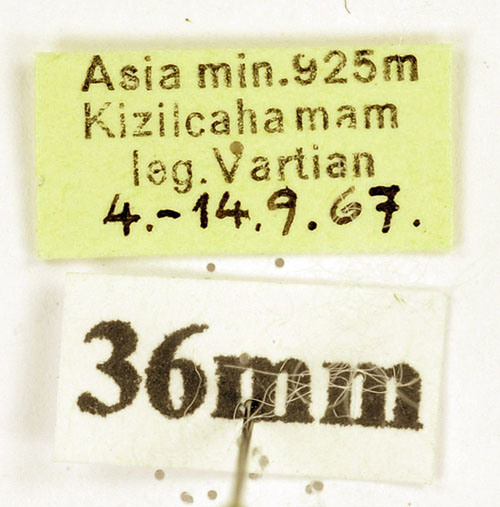 Asia min.925m
Kizilcahamam
leg.Vartian
4.-14.9.67.
36mm